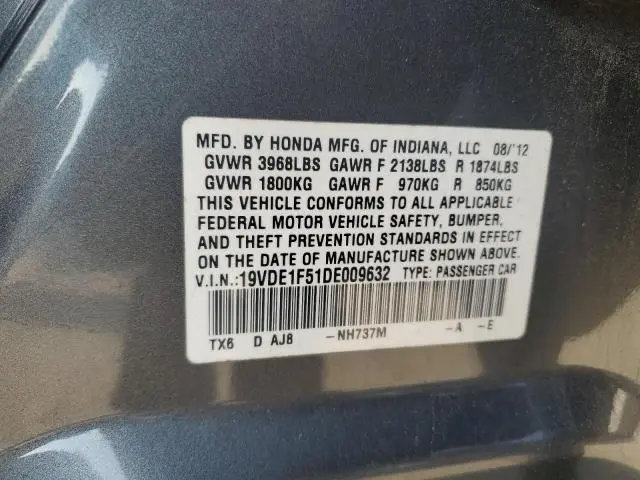 MFD. BY HONDA MFG. OF INDIANA, LLC 08/'12
GVWR 3968LBS GAWR F 2138LBS R 1874LBS
GVWR 1800KG GAWR F 970KG R 850KG
THIS VEHICLE CONFORMS TO ALL APPLICABLE
FEDERAL MOTOR VEHICLE SAFETY, BUMPER,
AND THEFT PREVENTION STANDARDS IN EFFECT
ON THE DATE OF MANUFACTURE SHOWN ABOVE.
V.I.N.:19VDE1F51DE009632 TYPE: PASSENGER CAR
TX6 D AJ8 -NH737M -A -E